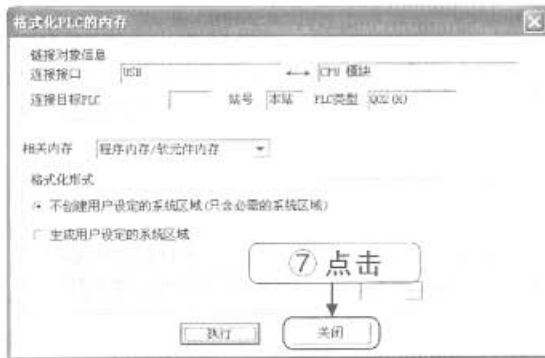 格式化PLC的内存
链接对象信息
连接接口 USB ←→ CPU 模块
连接目标PLC 站号 本站 PLC类型 Q02(H)
相关内存 程序内存/软元件内存
格式化形式
不创建用户设定的系统区域(只含必需的系统区域)
生成用户设定的系统区域
⑦ 点击
执行 关闭